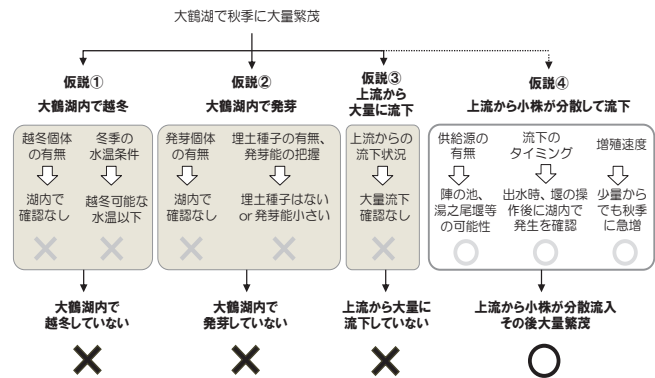 大鶴湖で秋季に大量繁茂
仮説①
大鶴湖内で越冬
仮説②
大鶴湖内で発芽
仮説③
上流から
大量に流下
仮説④
上流から小株が分散して流下
越冬個体
の有無
湖内で
確認なし
冬季の
水温条件
越冬可能な
水温以下
発芽個体
の有無
湖内で
確認なし
埋土種子の有無、
発芽能の把握
埋土種子はない
or 発芽能小さい
上流からの
流下状況
大量流下
確認なし
供給源の
有無
陣の池、
湯之尾堰等
の可能性
流下の
タイミング
出水時、堰の操
作後に湖内で
発生を確認
増殖速度
少量から
でも秋季
に急増
大鶴湖内で
越冬していない
大鶴湖内で
発芽していない
上流から大量に
流下していない
上流から小株が分散流入
その後大量繁茂